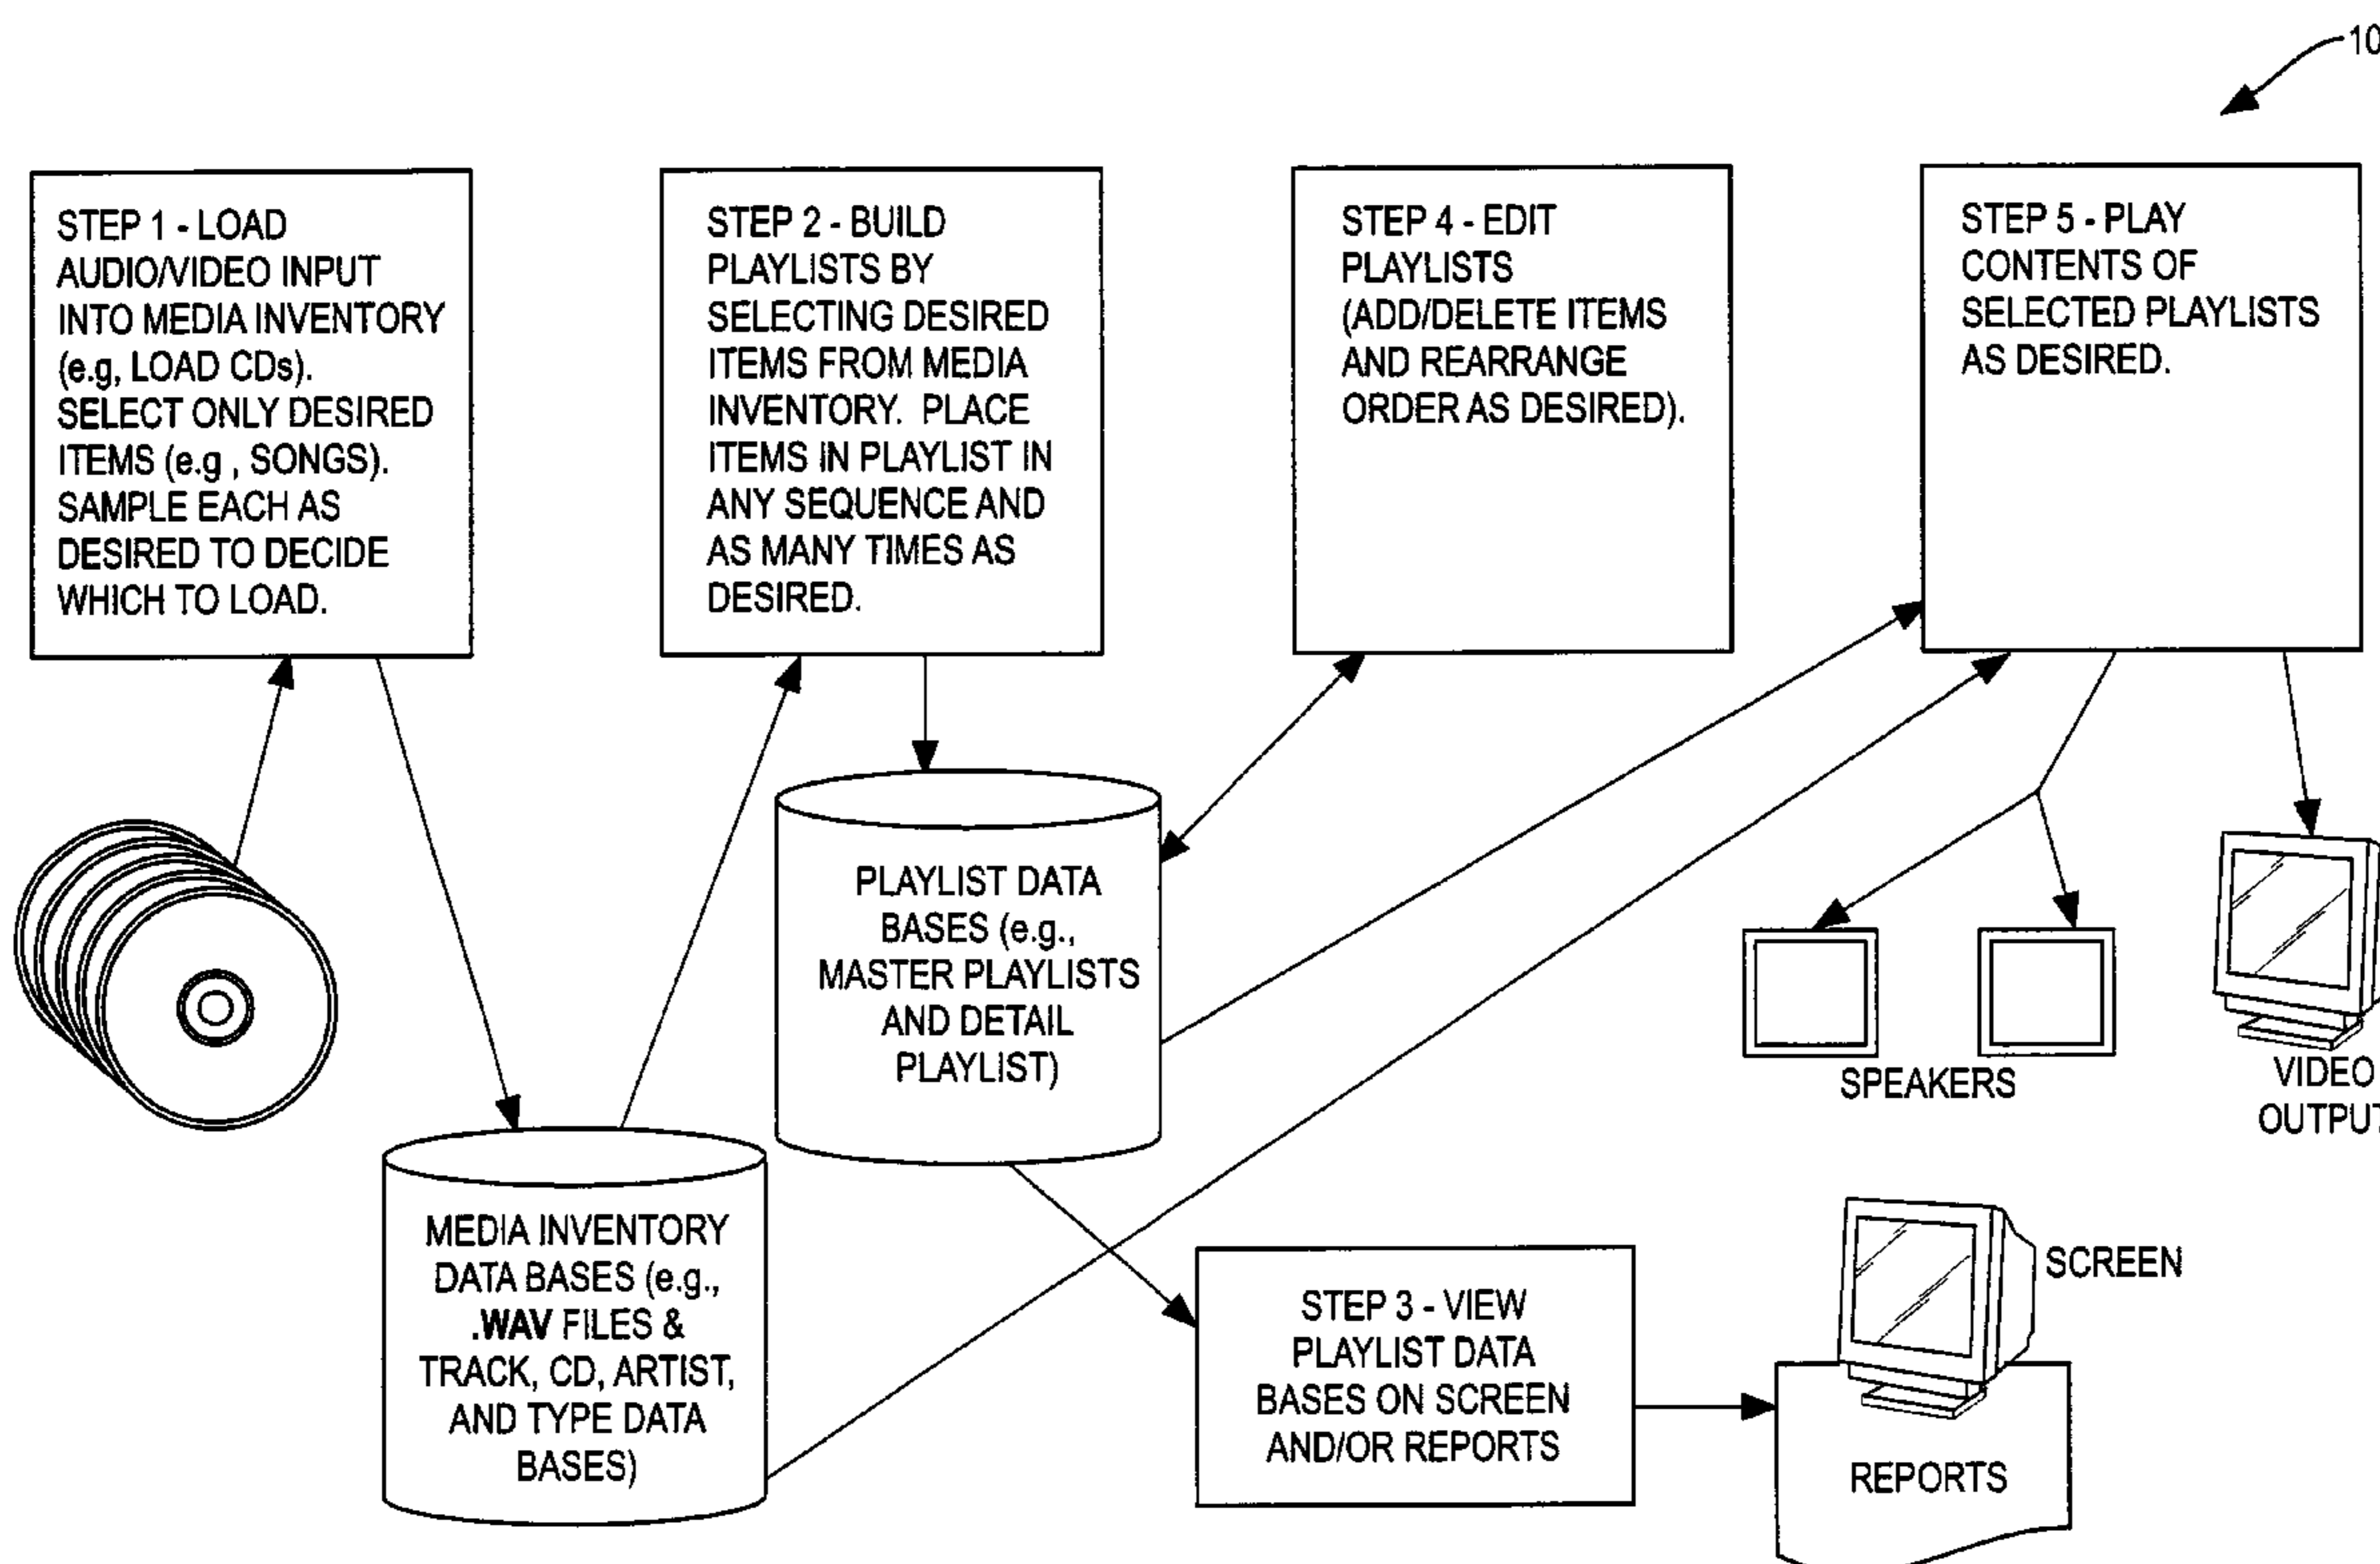 10
STEP 1 - LOAD
AUDIO/VIDEO INPUT
INTO MEDIA INVENTORY
(e.g, LOAD CDs).
SELECT ONLY DESIRED
ITEMS (e.g , SONGS).
SAMPLE EACH AS
DESIRED TO DECIDE
WHICH TO LOAD.
STEP 2 - BUILD
PLAYLISTS BY
SELECTING DESIRED
ITEMS FROM MEDIA
INVENTORY. PLACE
ITEMS IN PLAYLIST IN
ANY SEQUENCE AND
AS MANY TIMES AS
DESIRED.
STEP 4 - EDIT
PLAYLISTS
(ADD/DELETE ITEMS
AND REARRANGE
ORDER AS DESIRED).
STEP 5 - PLAY
CONTENTS OF
SELECTED PLAYLISTS
AS DESIRED.
PLAYLIST DATA
BASES (e.g.,
MASTER PLAYLISTS
AND DETAIL
PLAYLIST)
SPEAKERS
VIDEO
OUTPUT
MEDIA INVENTORY
DATA BASES (e.g.,
.WAV FILES &
TRACK, CD, ARTIST,
AND TYPE DATA
BASES)
STEP 3 - VIEW
PLAYLIST DATA
BASES ON SCREEN
AND/OR REPORTS
SCREEN
REPORTS